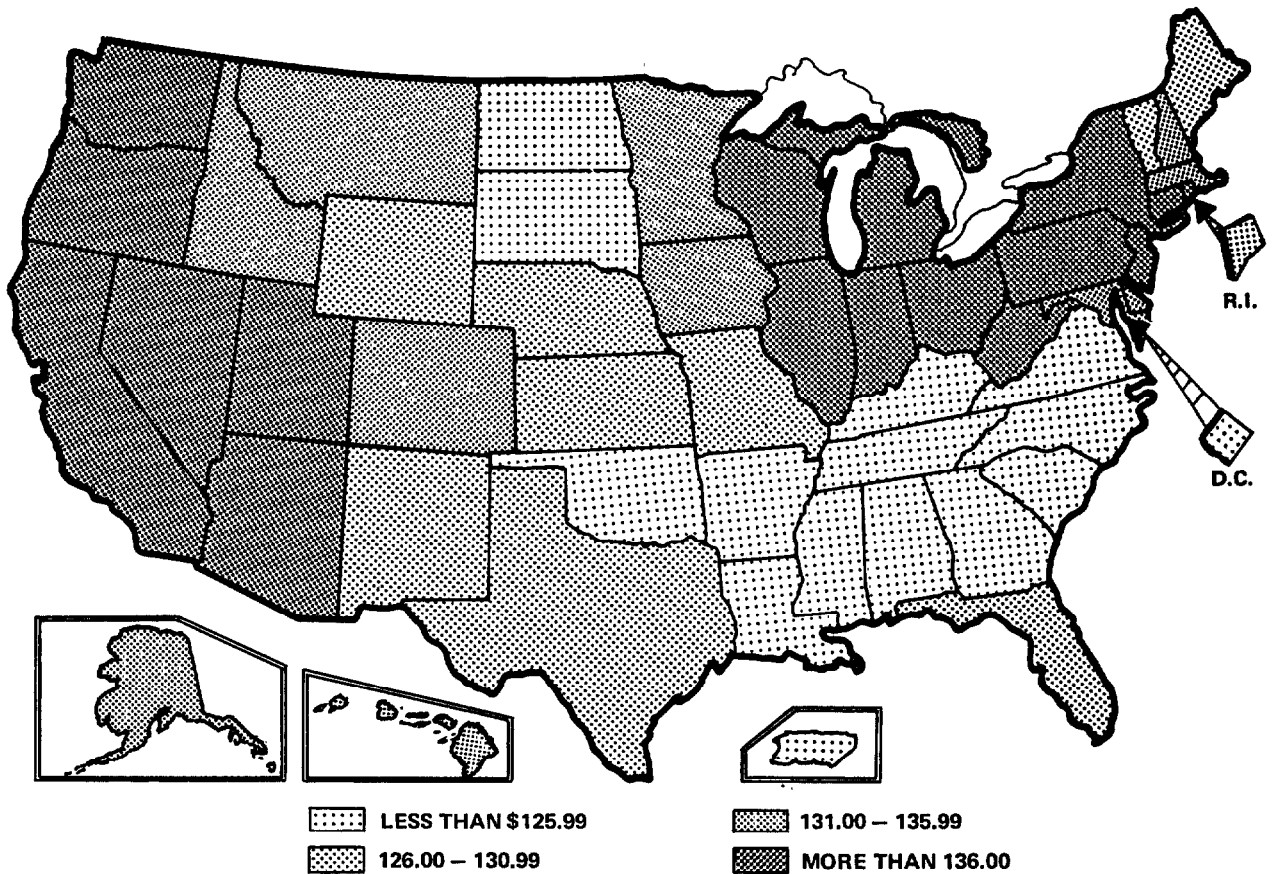 R.I.
D.C.
LESS THAN $125.99
126.00 – 130.99
131.00 – 135.99
MORE THAN 136.00